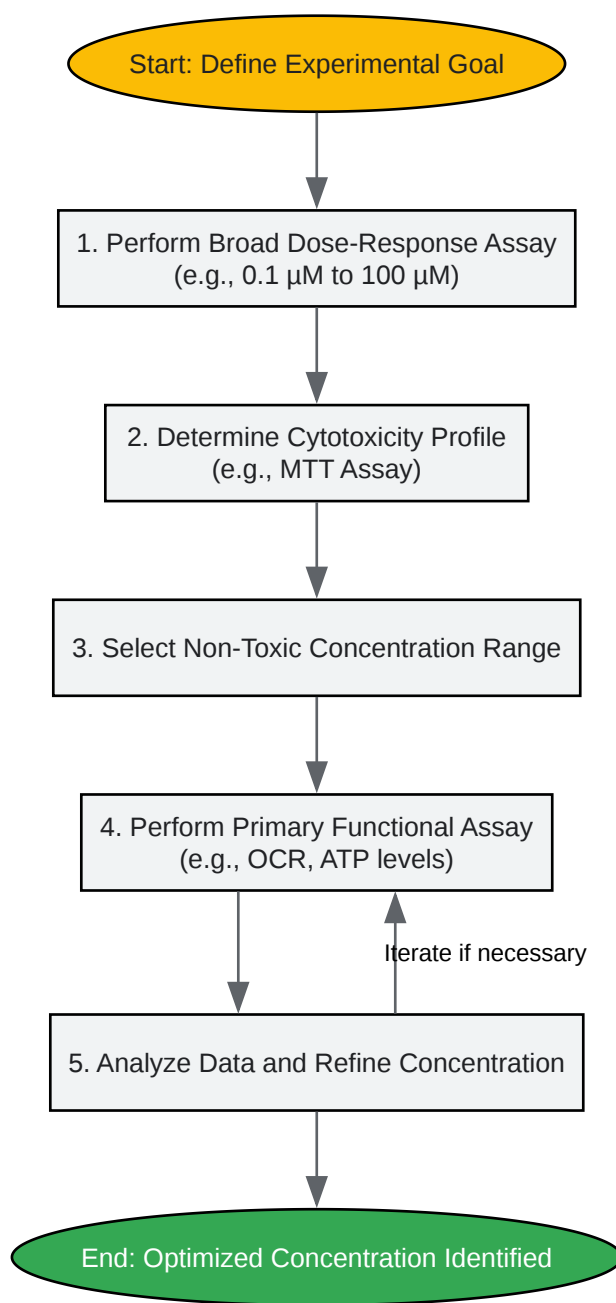 Start: Define Experimental Goal
1. Perform Broad Dose-Response Assay
(e.g., 0.1 µM to 100 µM)
2. Determine Cytotoxicity Profile
(e.g., MTT Assay)
3. Select Non-Toxic Concentration Range
4. Perform Primary Functional Assay
(e.g., OCR, ATP levels)
Iterate if necessary
5. Analyze Data and Refine Concentration
End: Optimized Concentration Identified